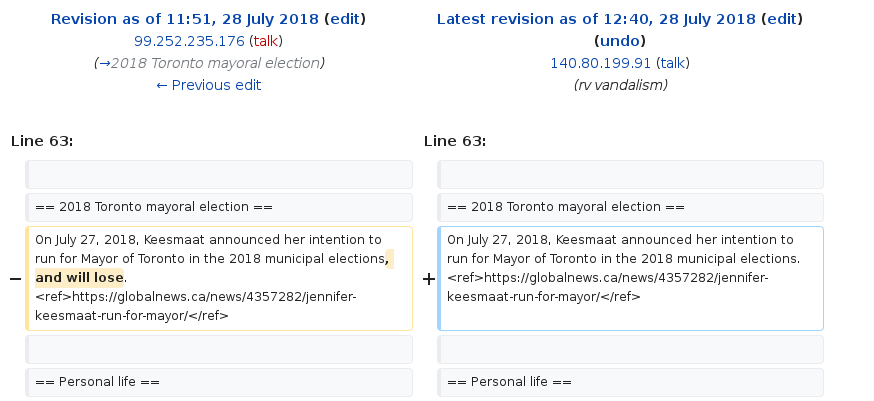 Revision as of 11:51, 28 July 2018 (edit)
99.252.235.176 (talk)
(→2018 Toronto mayoral election)
← Previous edit
Latest revision as of 12:40, 28 July 2018 (edit)
(undo)
140.80.199.91 (talk)
(rv vandalism)
Line 63:
Line 63:
== 2018 Toronto mayoral election ==
== 2018 Toronto mayoral election ==
−
On July 27, 2018, Keesmaat announced her intention to
run for Mayor of Toronto in the 2018 municipal elections,
and will lose.
<ref>https://globalnews.ca/news/4357282/jennifer-
keesmaat-run-for-mayor/</ref>
+
On July 27, 2018, Keesmaat announced her intention to
run for Mayor of Toronto in the 2018 municipal elections.
<ref>https://globalnews.ca/news/4357282/jennifer-
keesmaat-run-for-mayor/</ref>
== Personal life ==
== Personal life ==